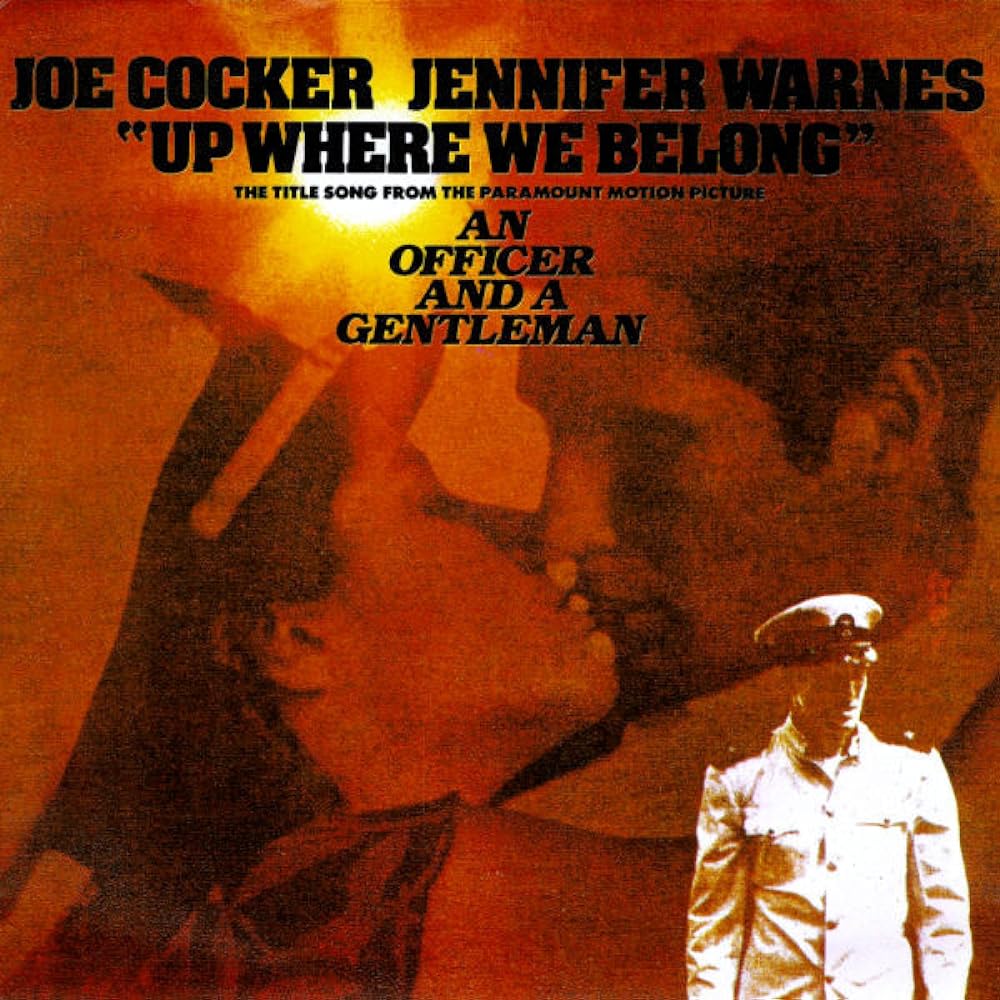 JOE COCKER JENNIFER WARNES
“UP WHERE WE BELONG”
THE TITLE SONG FROM THE PARAMOUNT MOTION PICTURE
AN
OFFICER
AND A
GENTLEMAN